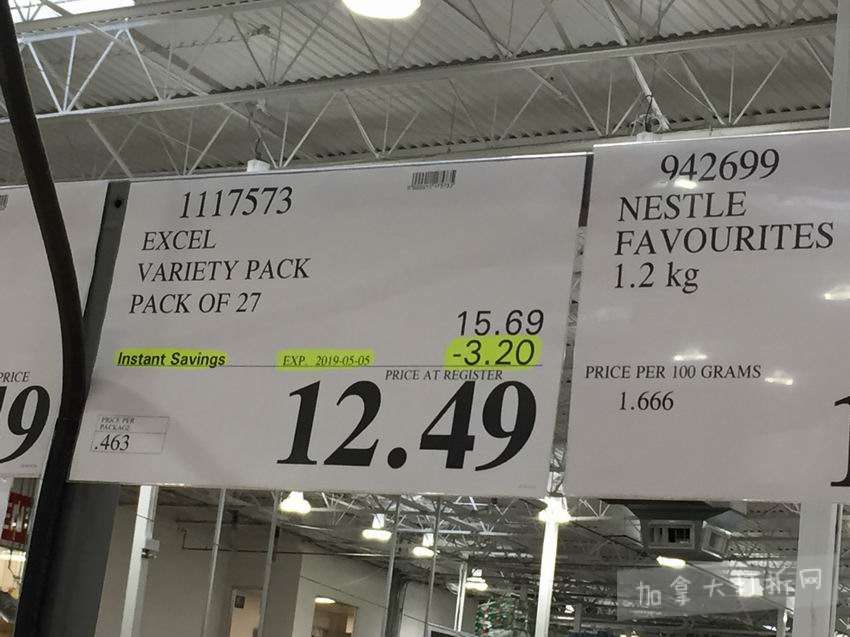 1117573
EXCEL
VARIETY PACK
PACK OF 27
15.69
Instant Savings EXP. 2019-05-05 -3.20
PRICE AT REGISTER
12.49
PRICE PER
PACKAGE
.463
942699
NESTLE
FAVOURITES
1.2 kg
PRICE PER 100 GRAMS
1.666
PRICE
加拿大打折网